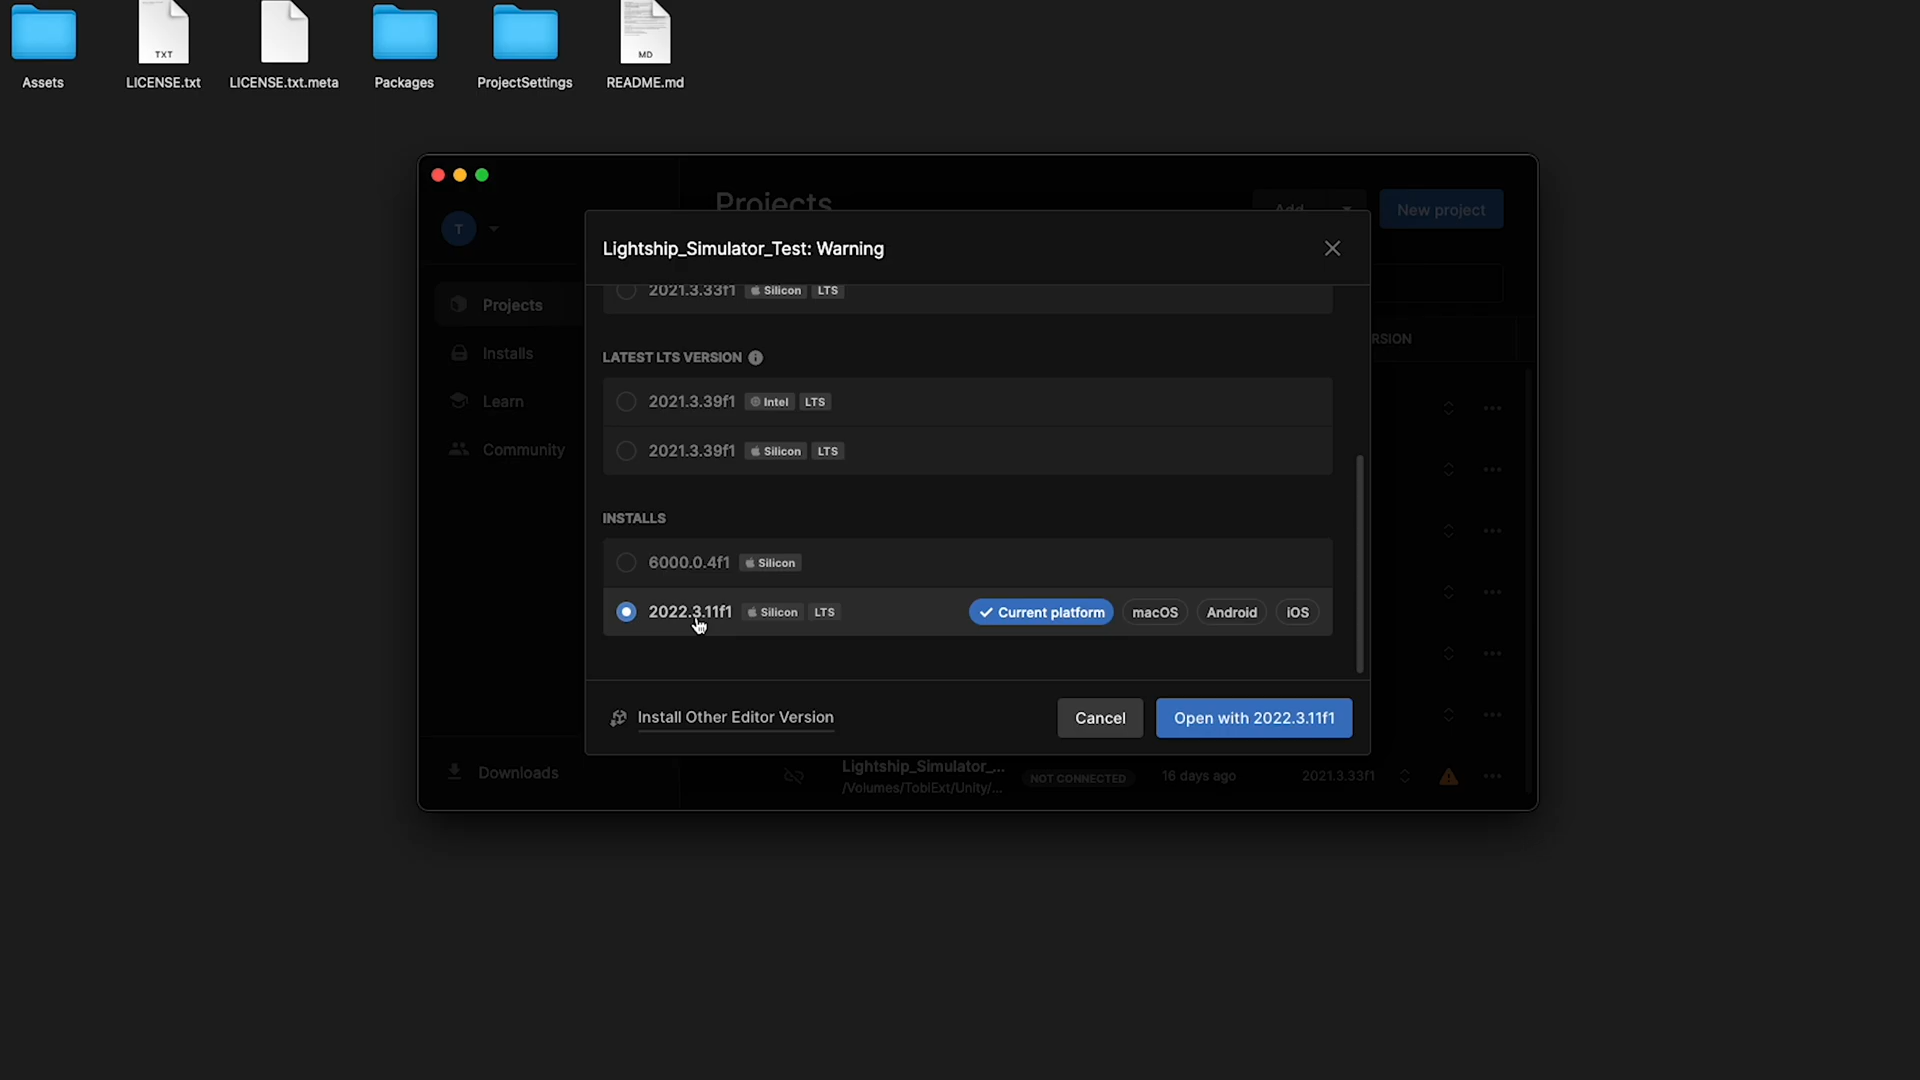 TXT
MD
Assets
LICENSE.txt
LICENSE.txt.meta
Packages
ProjectSettings
README.md
Projects
Add
New project
T
Lightship_Simulator_Test: Warning
Projects
Installs
Learn
Community
Downloads
2021.3.33f1 Silicon LTS
RSION
LATEST LTS VERSION
2021.3.39f1 Intel LTS
2021.3.39f1 Silicon LTS
INSTALLS
6000.0.4f1 Silicon
2022.3.11f1 Silicon LTS Current platform macOS Android iOS
Install Other Editor Version
Cancel
Open with 2022.3.11f1
Lightship_Simulator_...
/Volumes/TobiExt/Unity/...
NOT CONNECTED
16 days ago
2021.3.33f1